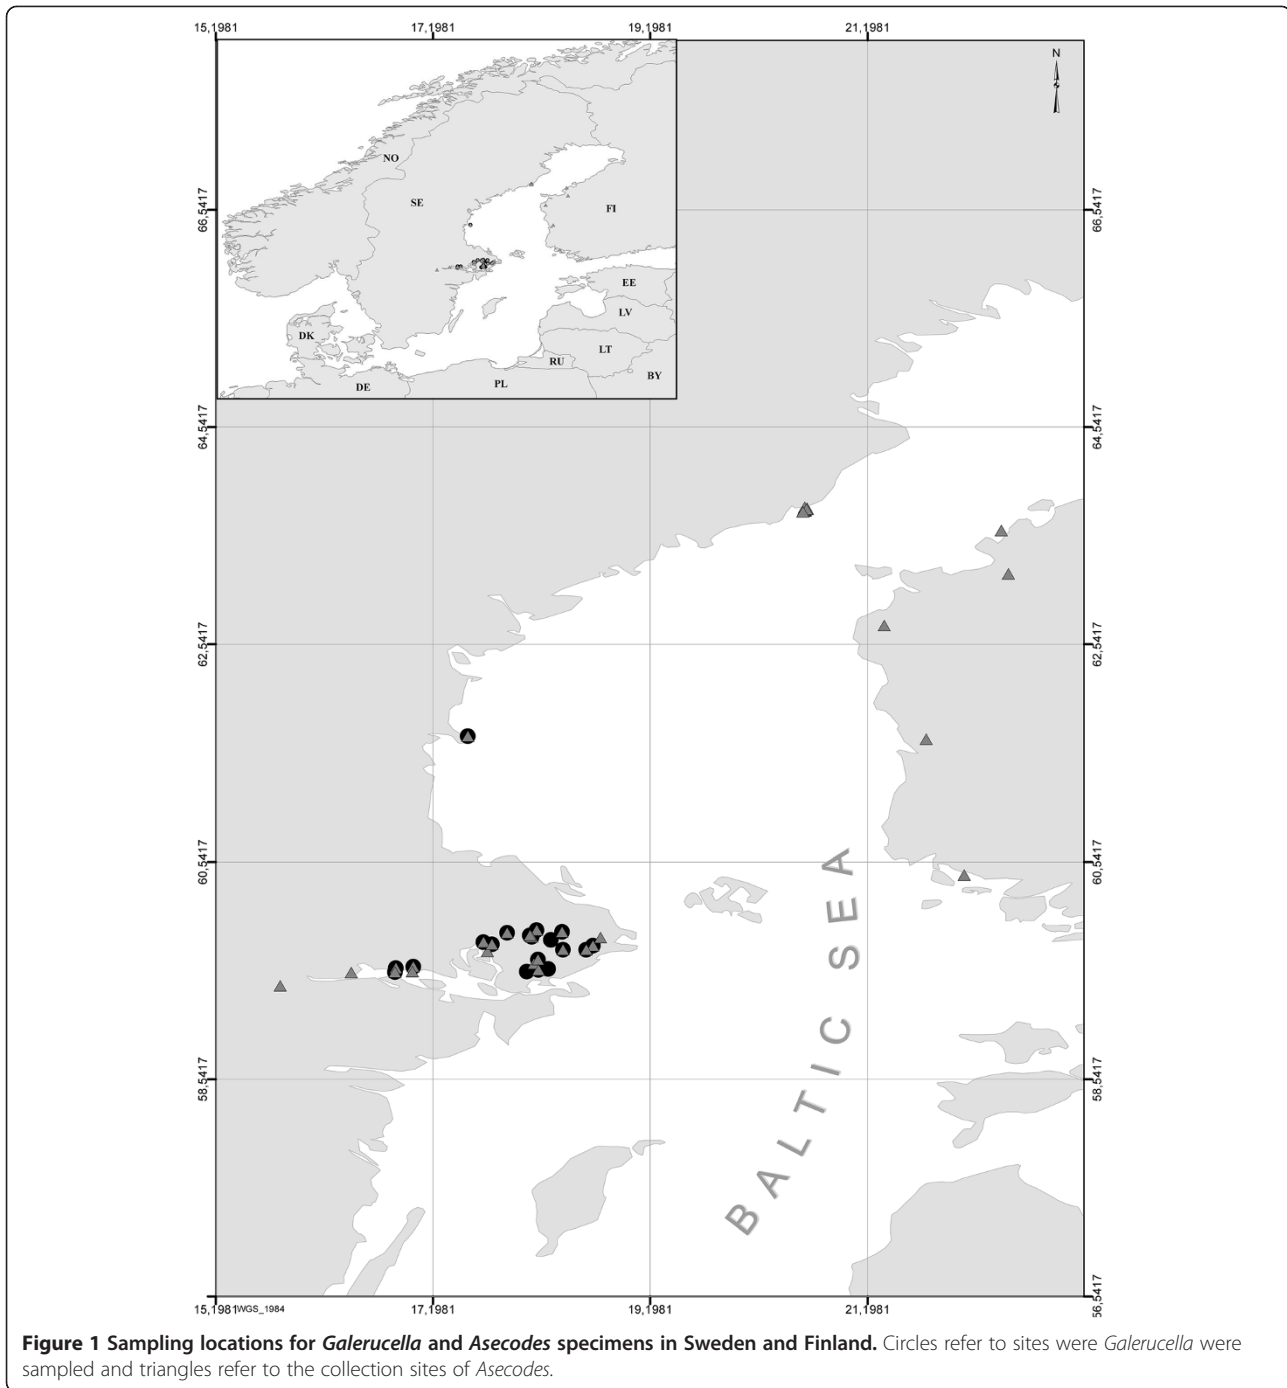 15,1981 17,1981 19,1981 21,1981
N
NO
SE
FI
66,5417 66,5417
EE
LV
DK
LT
RU
BY
DE PL
64,5417 64,5417
62,5417 62,5417
60,5417 60,5417
BALTIC SEA
58,5417 58,5417
56,5417
15,1981 WGS_1984 17,1981 19,1981 21,1981
Figure 1 Sampling locations for Galerucella and Asecodes specimens in Sweden and Finland. Circles refer to sites were Galerucella were
sampled and triangles refer to the collection sites of Asecodes.